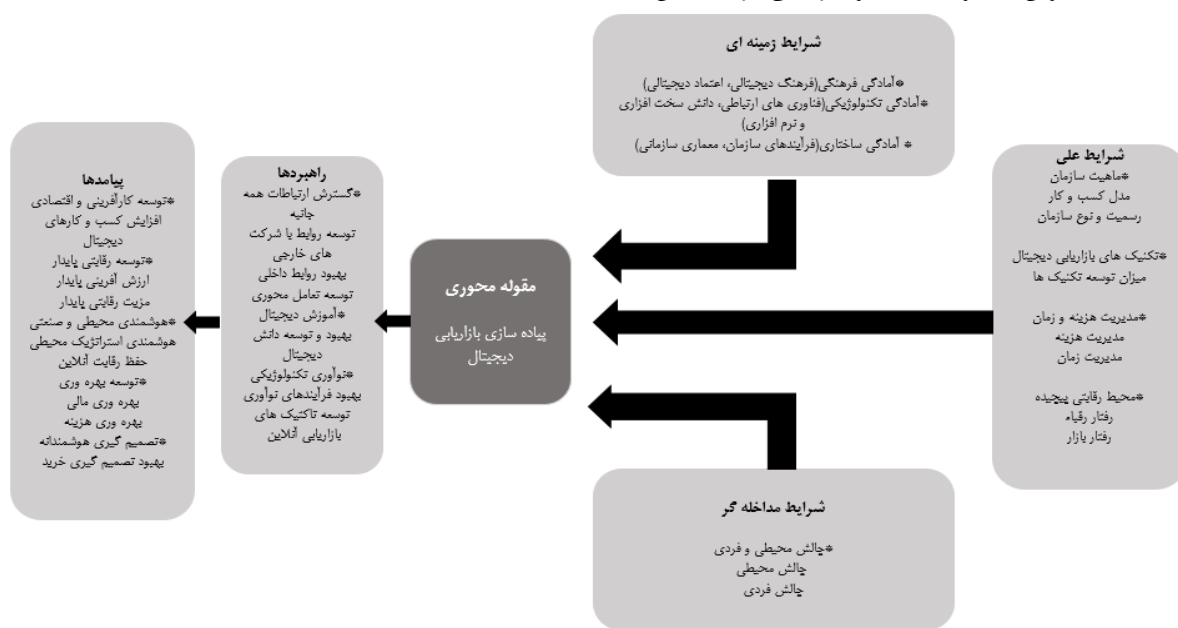 شرایط زمینه ای
*آمادگی فرهنگی(فرهنگ دیجیتالی، اعتماد دیجیتالی)
*آمادگی تکنولوژیکی(فناوری های ارتباطی، دانش سخت افزاری
و نرم افزاری)
* آمادگی ساختاری(فرآیندهای سازمان، معماری سازمانی)
شرایط علی
*ماهیت سازمان
مدل کسب و کار
رسمیت و نوع سازمان
*تکنیک های بازاریابی دیجیتال
میزان توسعه تکنیک ها
*مدیریت هزینه و زمان
مدیریت هزینه
مدیریت زمان
*محیط رقابتی پیچیده
رفتار رقباء
رفتار بازار
مقوله محوری
پیاده سازی بازاریابی
دیجیتال
راهبردها
*گسترش ارتباطات همه
جانبه
توسعه روابط با شرکت
های خارجی
بهبود روابط داخلی
توسعه تعامل محوری
*آموزش دیجیتال
بهبود و توسعه دانش
دیجیتال
*نوآوری تکنولوژیکی
بهبود فرآیندهای نوآوری
توسعه تاکتیک های
بازاریابی آنلاین
پیامدها
*توسعه کارآفرینی و اقتصادی
افزایش کسب و کارهای
دیجیتال
*توسعه رقابتی پایدار
ارزش آفرینی پایدار
مزیت رقابتی پایدار
*هوشمندی محیطی و صنعتی
هوشمندی استراتژیک محیطی
حفظ رقابت آنلاین
*توسعه بهره وری
بهره وری مالی
بهره وری هزینه
*تصمیم گیری هوشمندانه
بهبود تصمیم گیری خرید
شرایط مداخله گر
*چالش محیطی و فردی
چالش محیطی
چالش فردی